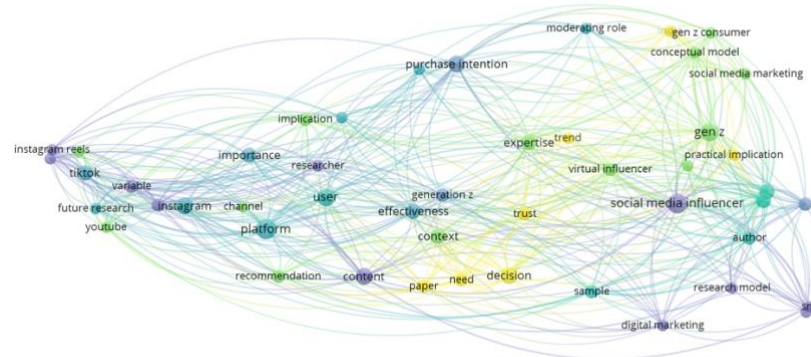 moderating role
gen z consumer
conceptual model
purchase intention
social media marketing
implication
gen z
expertise
trend
instagram reels
importance
practical implication
researcher
tiktok
virtual influencer
variable
user
generation z
social media influencer
future research
instagram
channel
effectiveness
trust
youtube
platform
context
author
recommendation
content
need
decision
paper
research model
sample
digital marketing